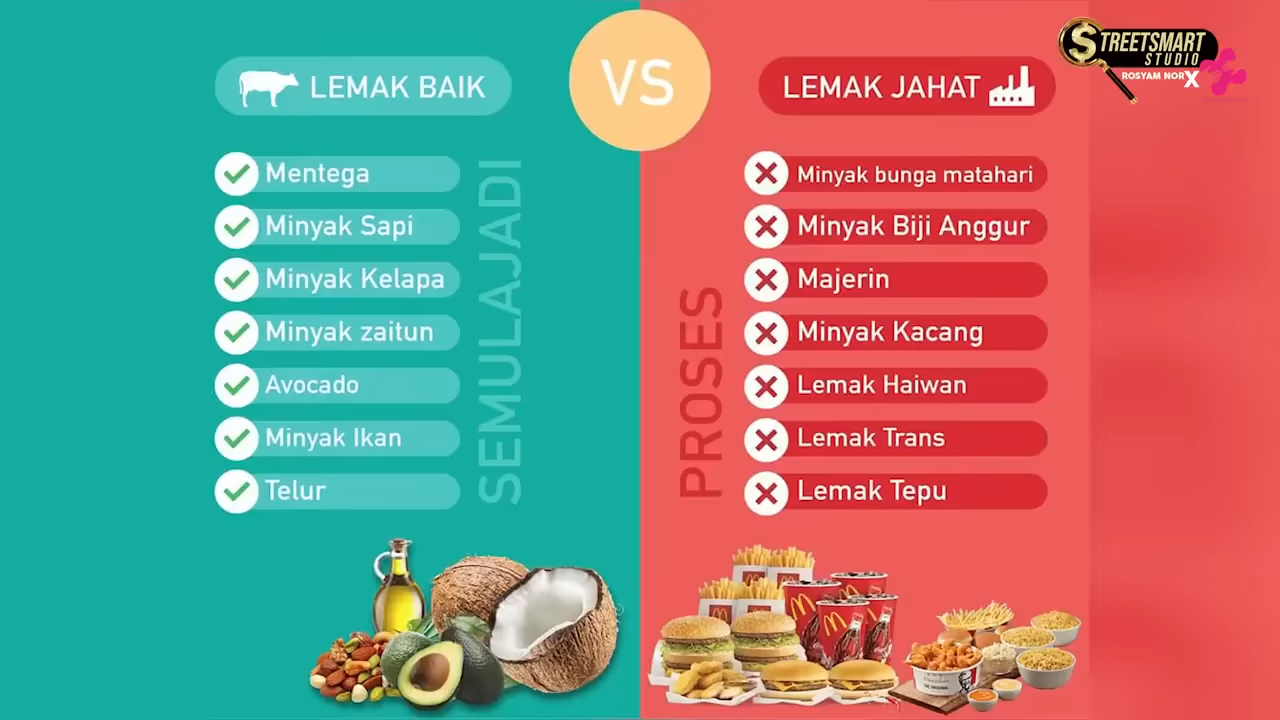 LEMAK BAIK
VS
LEMAK JAHAT
STREETSMART
STUDIO
ROSYAM NOR X
Mentega
Minyak Sapi
Minyak Kelapa
Minyak zaitun
Avocado
Minyak Ikan
Telur
SEMULAJADI
PROSES
Minyak bunga matahari
Minyak Biji Anggur
Majerin
Minyak Kacang
Lemak Haiwan
Lemak Trans
Lemak Tepu